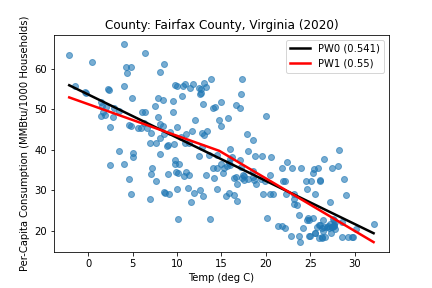 County: Fairfax County, Virginia (2020)
PW0 (0.541)
PW1 (0.55)
Per-Capita Consumption (MMBtu/1000 Households)
60
50
40
30
20
0 5 10 15 20 25 30
Temp (deg C)